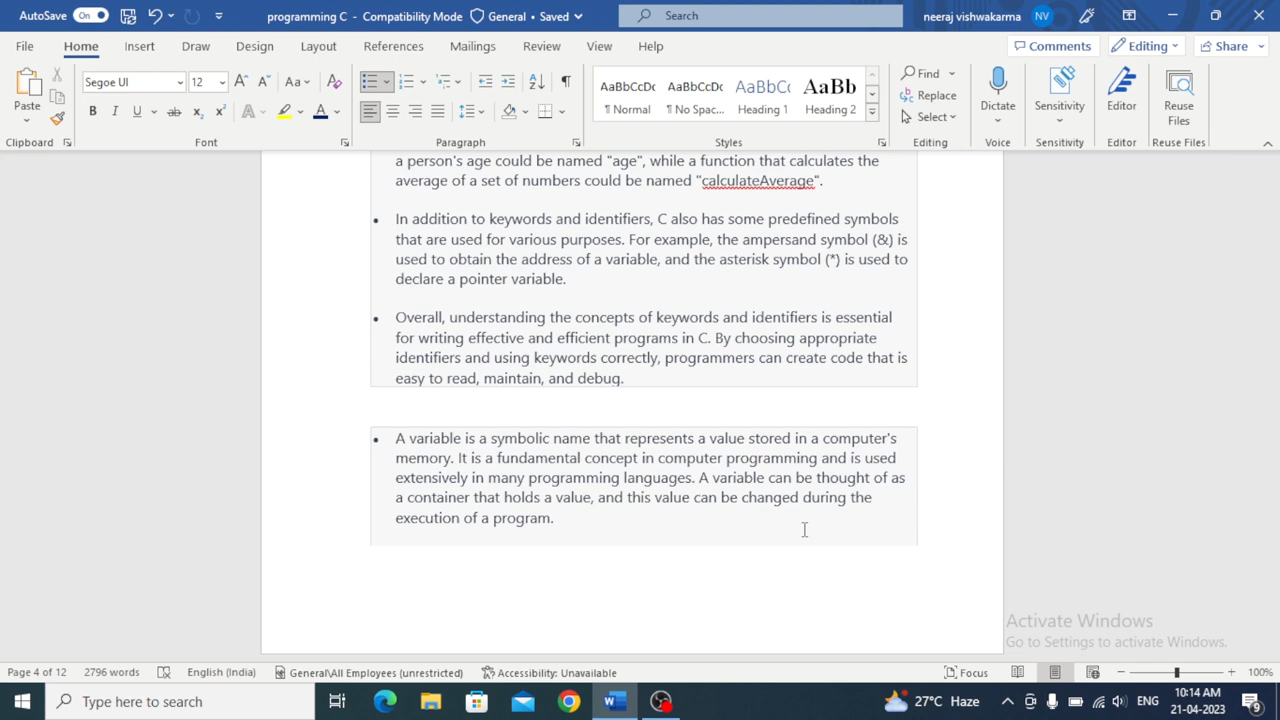 AutoSave On programming C - Compatibility Mode General - Saved Search neeraj vishwakarma NV
File Home Insert Draw Design Layout References Mailings Review View Help Comments Editing Share
Segoe UI 12 Aa Find
Paste B I U ab x2 x2 A A AaBbCcDc AaBbCcDc AaBbCc AaBb Replace Dictate Sensitivity Editor Reuse Files
Normal No Spac... Heading 1 Heading 2 Select
Clipboard Font Paragraph Styles Editing Voice Sensitivity Editor Reuse Files
a person's age could be named "age", while a function that calculates the
average of a set of numbers could be named "calculateAverage".
• In addition to keywords and identifiers, C also has some predefined symbols
that are used for various purposes. For example, the ampersand symbol (&) is
used to obtain the address of a variable, and the asterisk symbol (*) is used to
declare a pointer variable.
• Overall, understanding the concepts of keywords and identifiers is essential
for writing effective and efficient programs in C. By choosing appropriate
identifiers and using keywords correctly, programmers can create code that is
easy to read, maintain, and debug.
• A variable is a symbolic name that represents a value stored in a computer's
memory. It is a fundamental concept in computer programming and is used
extensively in many programming languages. A variable can be thought of as
a container that holds a value, and this value can be changed during the
execution of a program.
Activate Windows
Go to Settings to activate Windows.
Page 4 of 12 2796 words English (India) General\All Employees (unrestricted) Accessibility: Unavailable Focus 100%
Type here to search 27°C Haze ENG 10:14 AM
21-04-2023 9